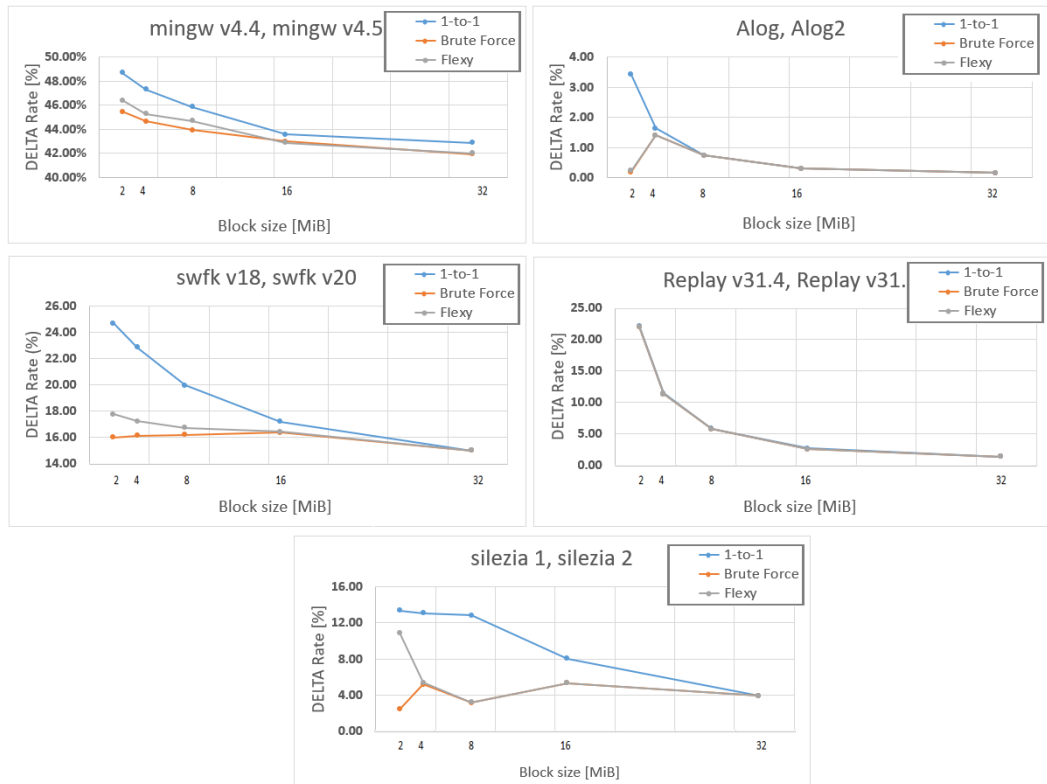 mingw v4.4, mingw v4.5
1-to-1
Brute Force
Flexy
DELTA Rate [%]
50.00%
48.00%
46.00%
44.00%
42.00%
40.00%
2 4 8 16 32
Block size [MiB]
Alog, Alog2
1-to-1
Brute Force
Flexy
DELTA Rate [%]
4.00
3.00
2.00
1.00
0.00
2 4 8 16 32
Block size [MiB]
swfk v18, swfk v20
1-to-1
Brute Force
Flexy
DELTA Rate (%)
26.00
24.00
22.00
20.00
18.00
16.00
14.00
2 4 8 16 32
Block size [MiB]
Replay v31.4, Replay v31.
1-to-1
Brute Force
Flexy
DELTA Rate [%]
25.00
20.00
15.00
10.00
5.00
0.00
2 4 8 16 32
Block size [MiB]
silezia 1, silezia 2
1-to-1
Brute Force
Flexy
DELTA Rate [%]
16.00
12.00
8.00
4.00
0.00
2 4 8 16 32
Block size [MiB]